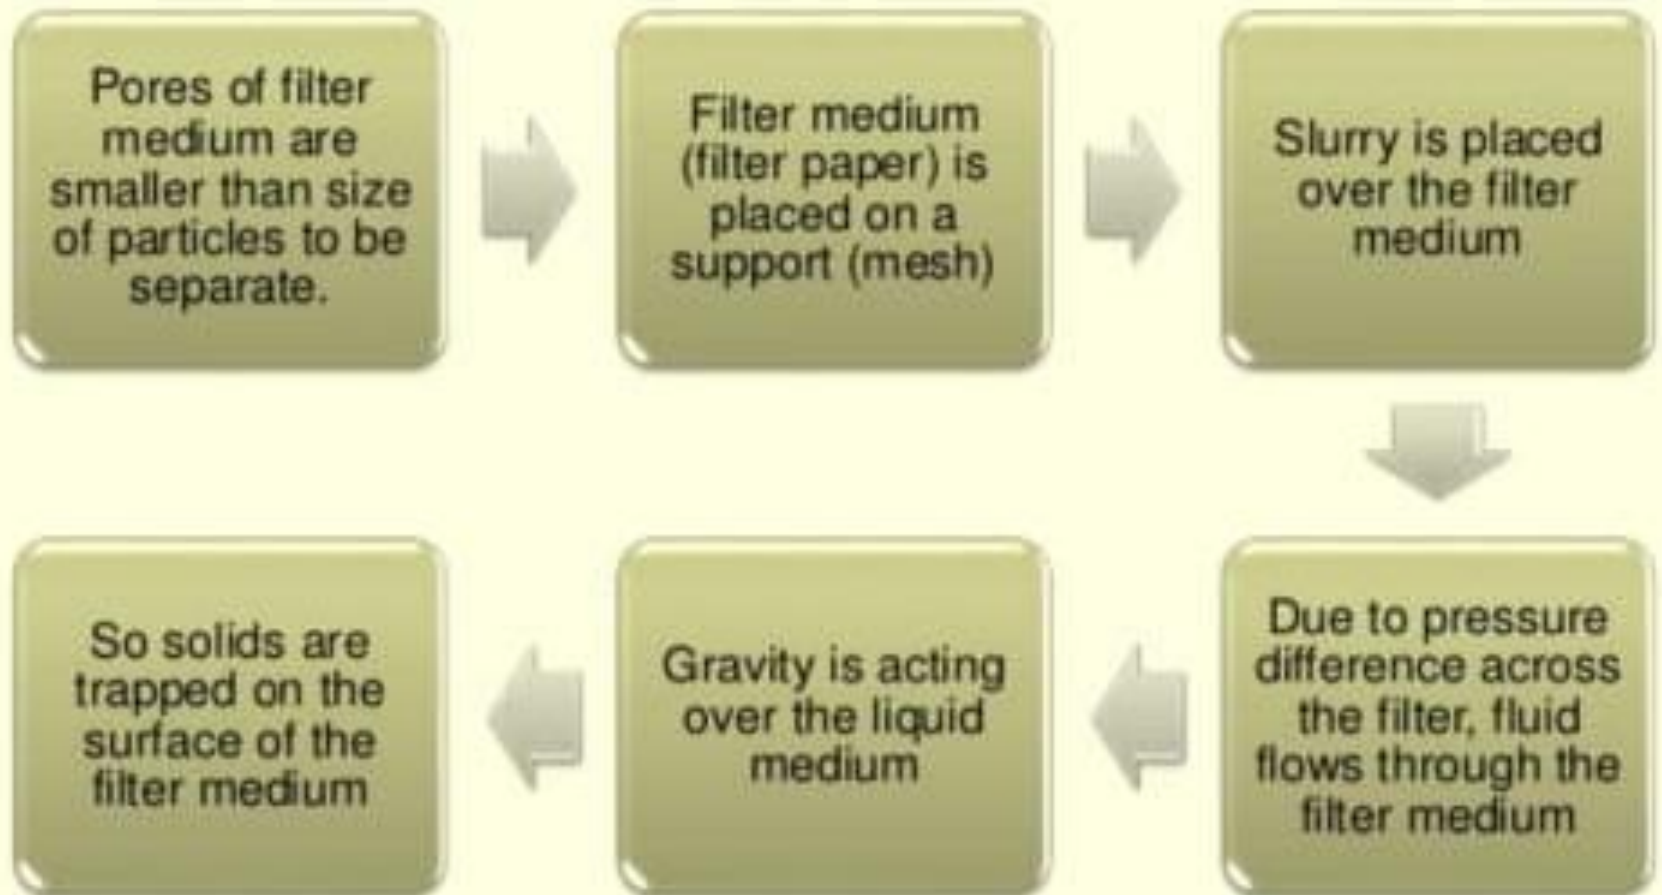 Pores of filter
medium are
smaller than size
of particles to be
separate.
Filter medium
(filter paper) is
placed on a
support (mesh)
Slurry is placed
over the filter
medium
Due to pressure
difference across
the filter, fluid
flows through the
filter medium
Gravity is acting
over the liquid
medium
So solids are
trapped on the
surface of the
filter medium